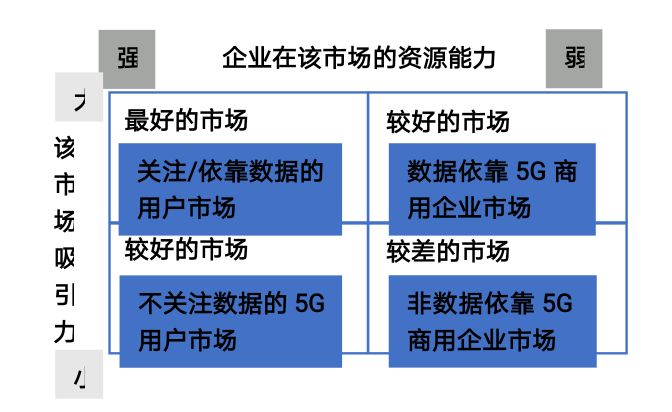 强 企业在该市场的资源能力 弱
大
该市场吸引力
小
最好的市场
关注/依靠数据的
用户市场
较好的市场
数据依靠 5G 商
用企业市场
较好的市场
不关注数据的 5G
用户市场
较差的市场
非数据依靠 5G
商用企业市场